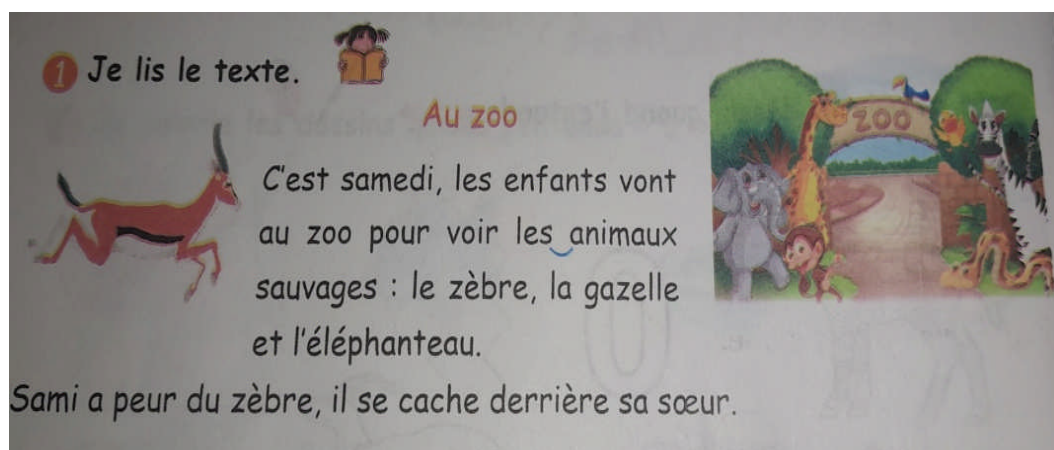 1 Je lis le texte.
Au zoo
ZOO
C'est samedi, les enfants vont
au zoo pour voir les animaux
sauvages : le zèbre, la gazelle
et l'éléphanteau.
Sami a peur du zèbre, il se cache derrière sa sœur.